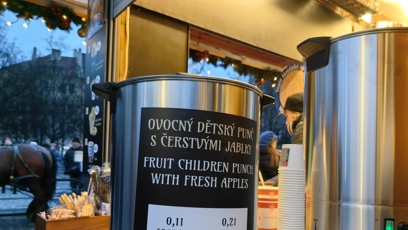 OVOCNÝ DĚTSKÝ PUNČ
S ČERSTVÝMI JABLKY
FRUIT CHILDREN PUNCH
WITH FRESH APPLES
0,1l 0,2l